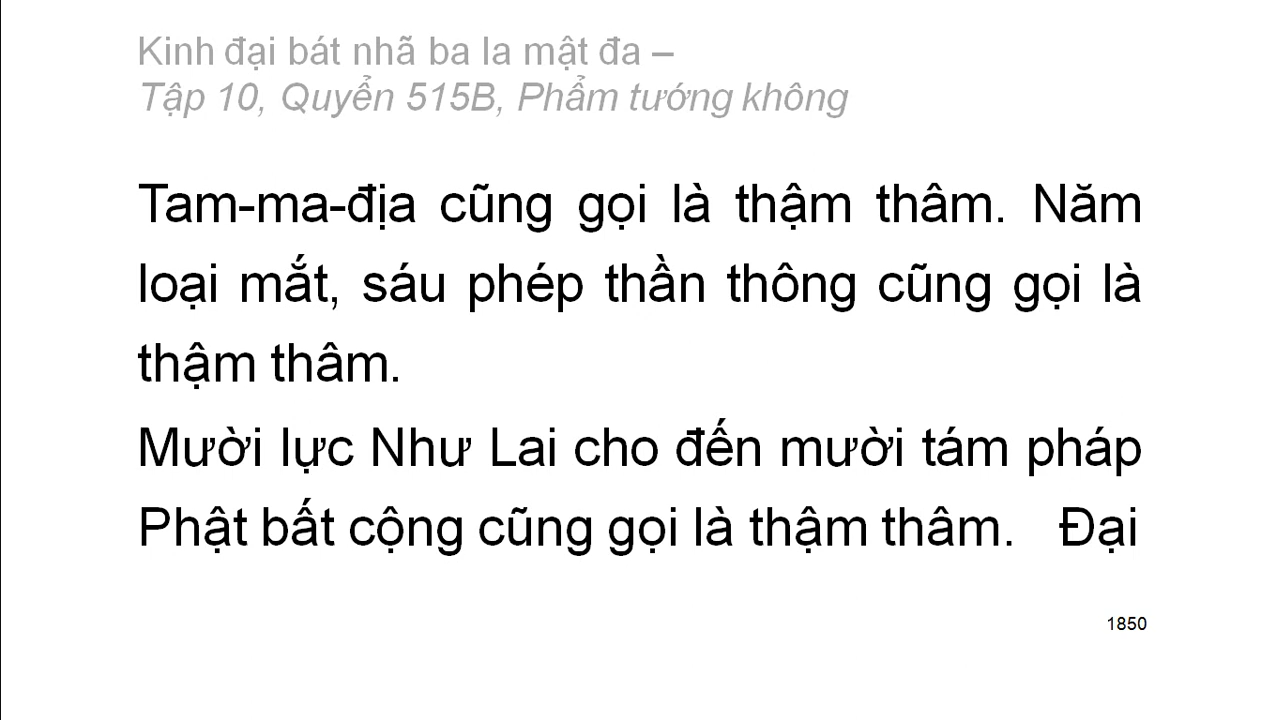 Kinh đại bát nhã ba la mật đa –
Tập 10, Quyển 515B, Phẩm tướng không
Tam-ma-địa cũng gọi là thậm thâm. Năm
loại mắt, sáu phép thần thông cũng gọi là
thậm thâm.
Mười lực Như Lai cho đến mười tám pháp
Phật bất cộng cũng gọi là thậm thâm.   Đại
1850